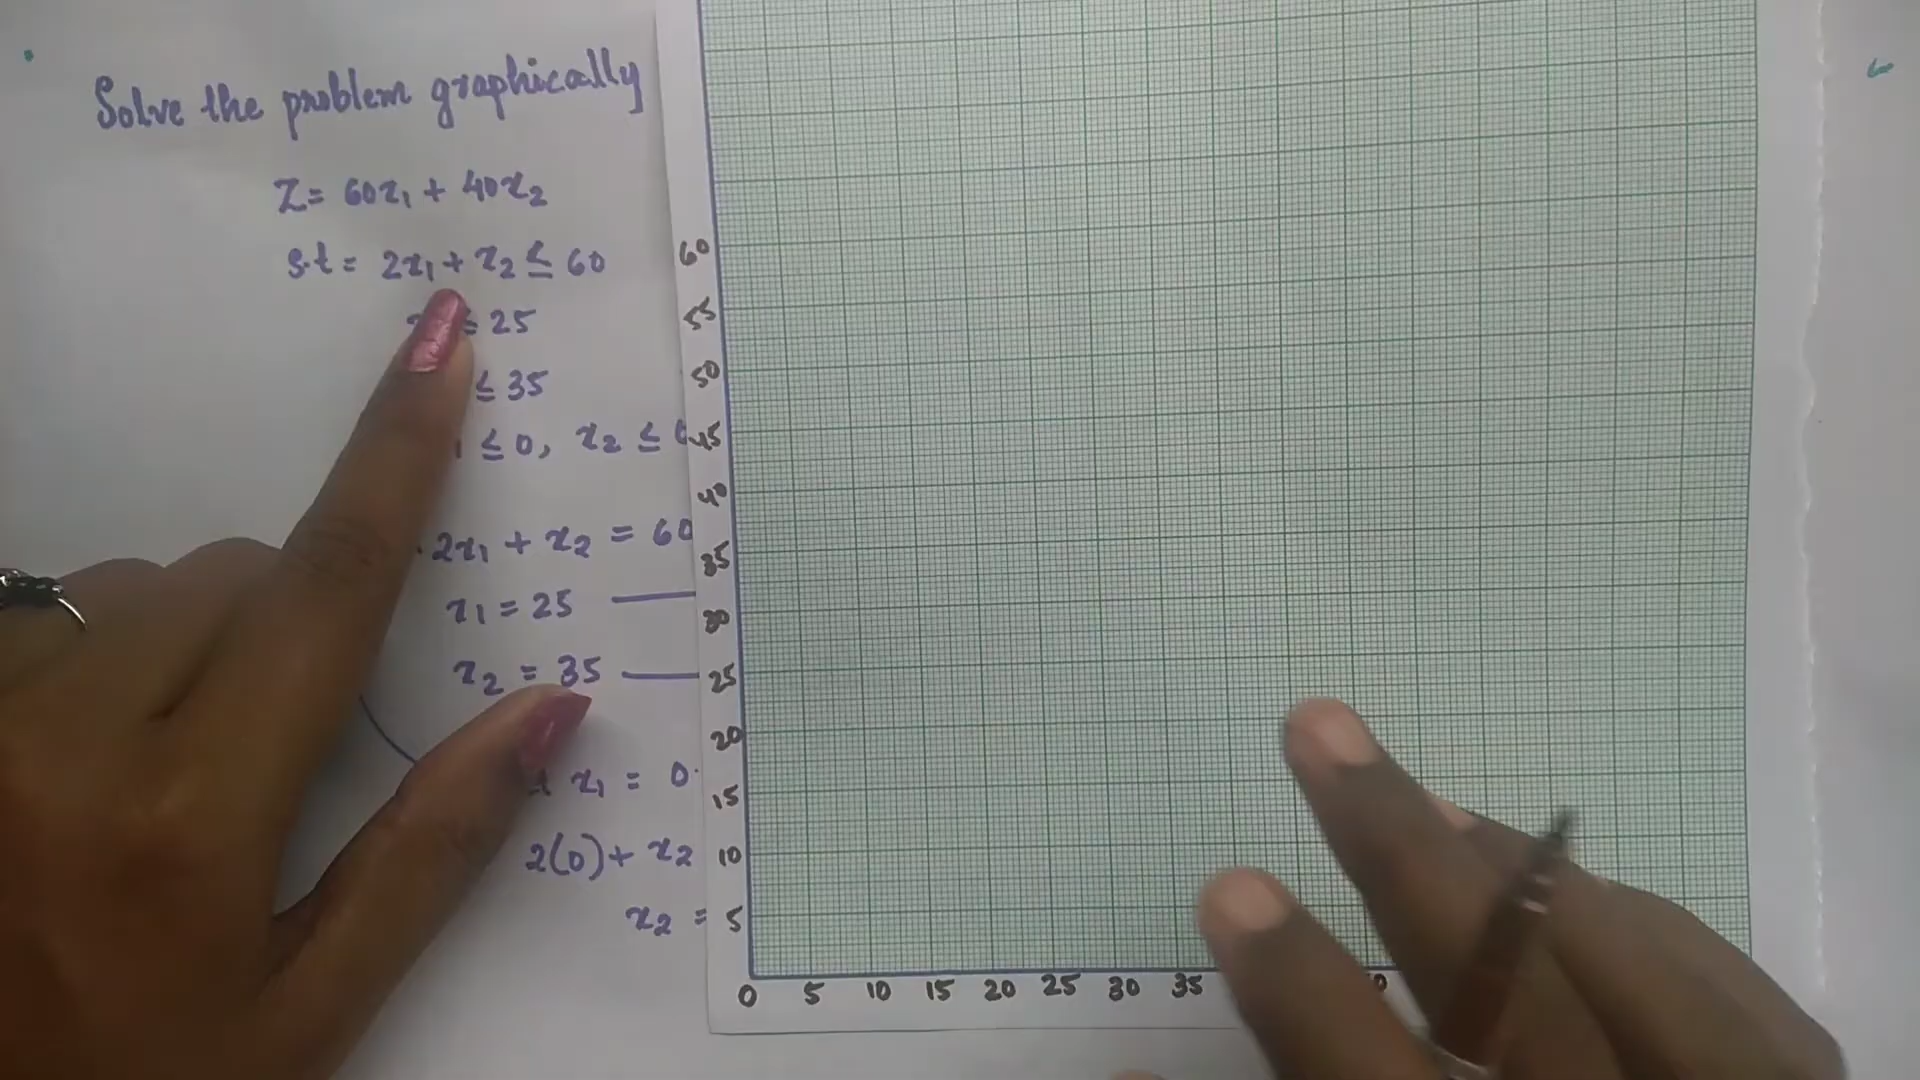 Solve the problem graphically
Z = 60x₁ + 40x₂
s.t = 2x₁ + x₂ ≤ 60
≤ 25
≤ 35
≤ 0, x₂ ≤
2x₁ + x₂ = 60
x₁ = 25
x₂ = 35
x₁ = 0
2(0) + x₂
x₂ =
60
55
50
45
40
35
30
25
20
15
10
5
0 5 10 15 20 25 30 35